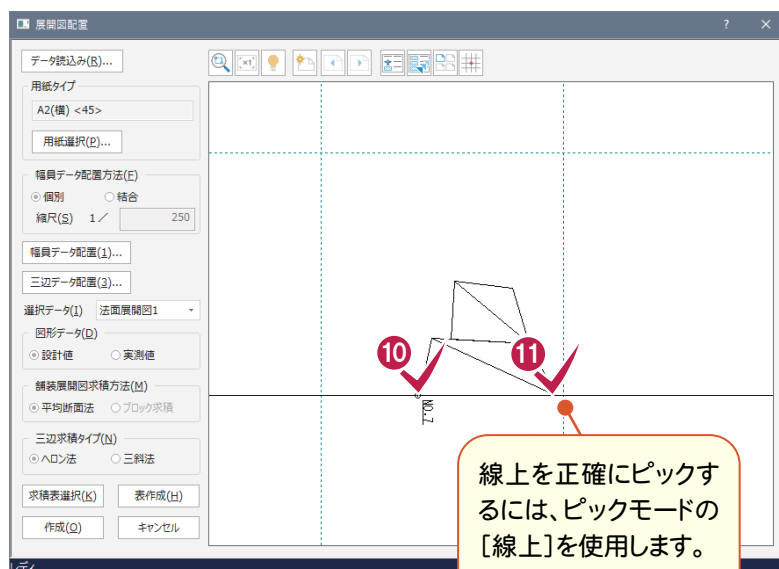 展開図配置
データ読込み(R)...
用紙タイプ
A2(横) <45>
用紙選択(P)...
幅員データ配置方法(F)
個別 結合
縮尺(S) 1/ 250
幅員データ配置(1)...
三辺データ配置(3)...
選択データ(I) 法面展開図1
図形データ(D)
設計値 実測値
舗装展開図求積方法(M)
平均断面法 ブロック求積
三辺求積タイプ(N)
ヘロン法 三斜法
求積表選択(K) 表作成(H)
作成(O) キャンセル
×1
10
11
NO.7
線上を正確にピックす
るには、ピックモードの
[線上]を使用します。